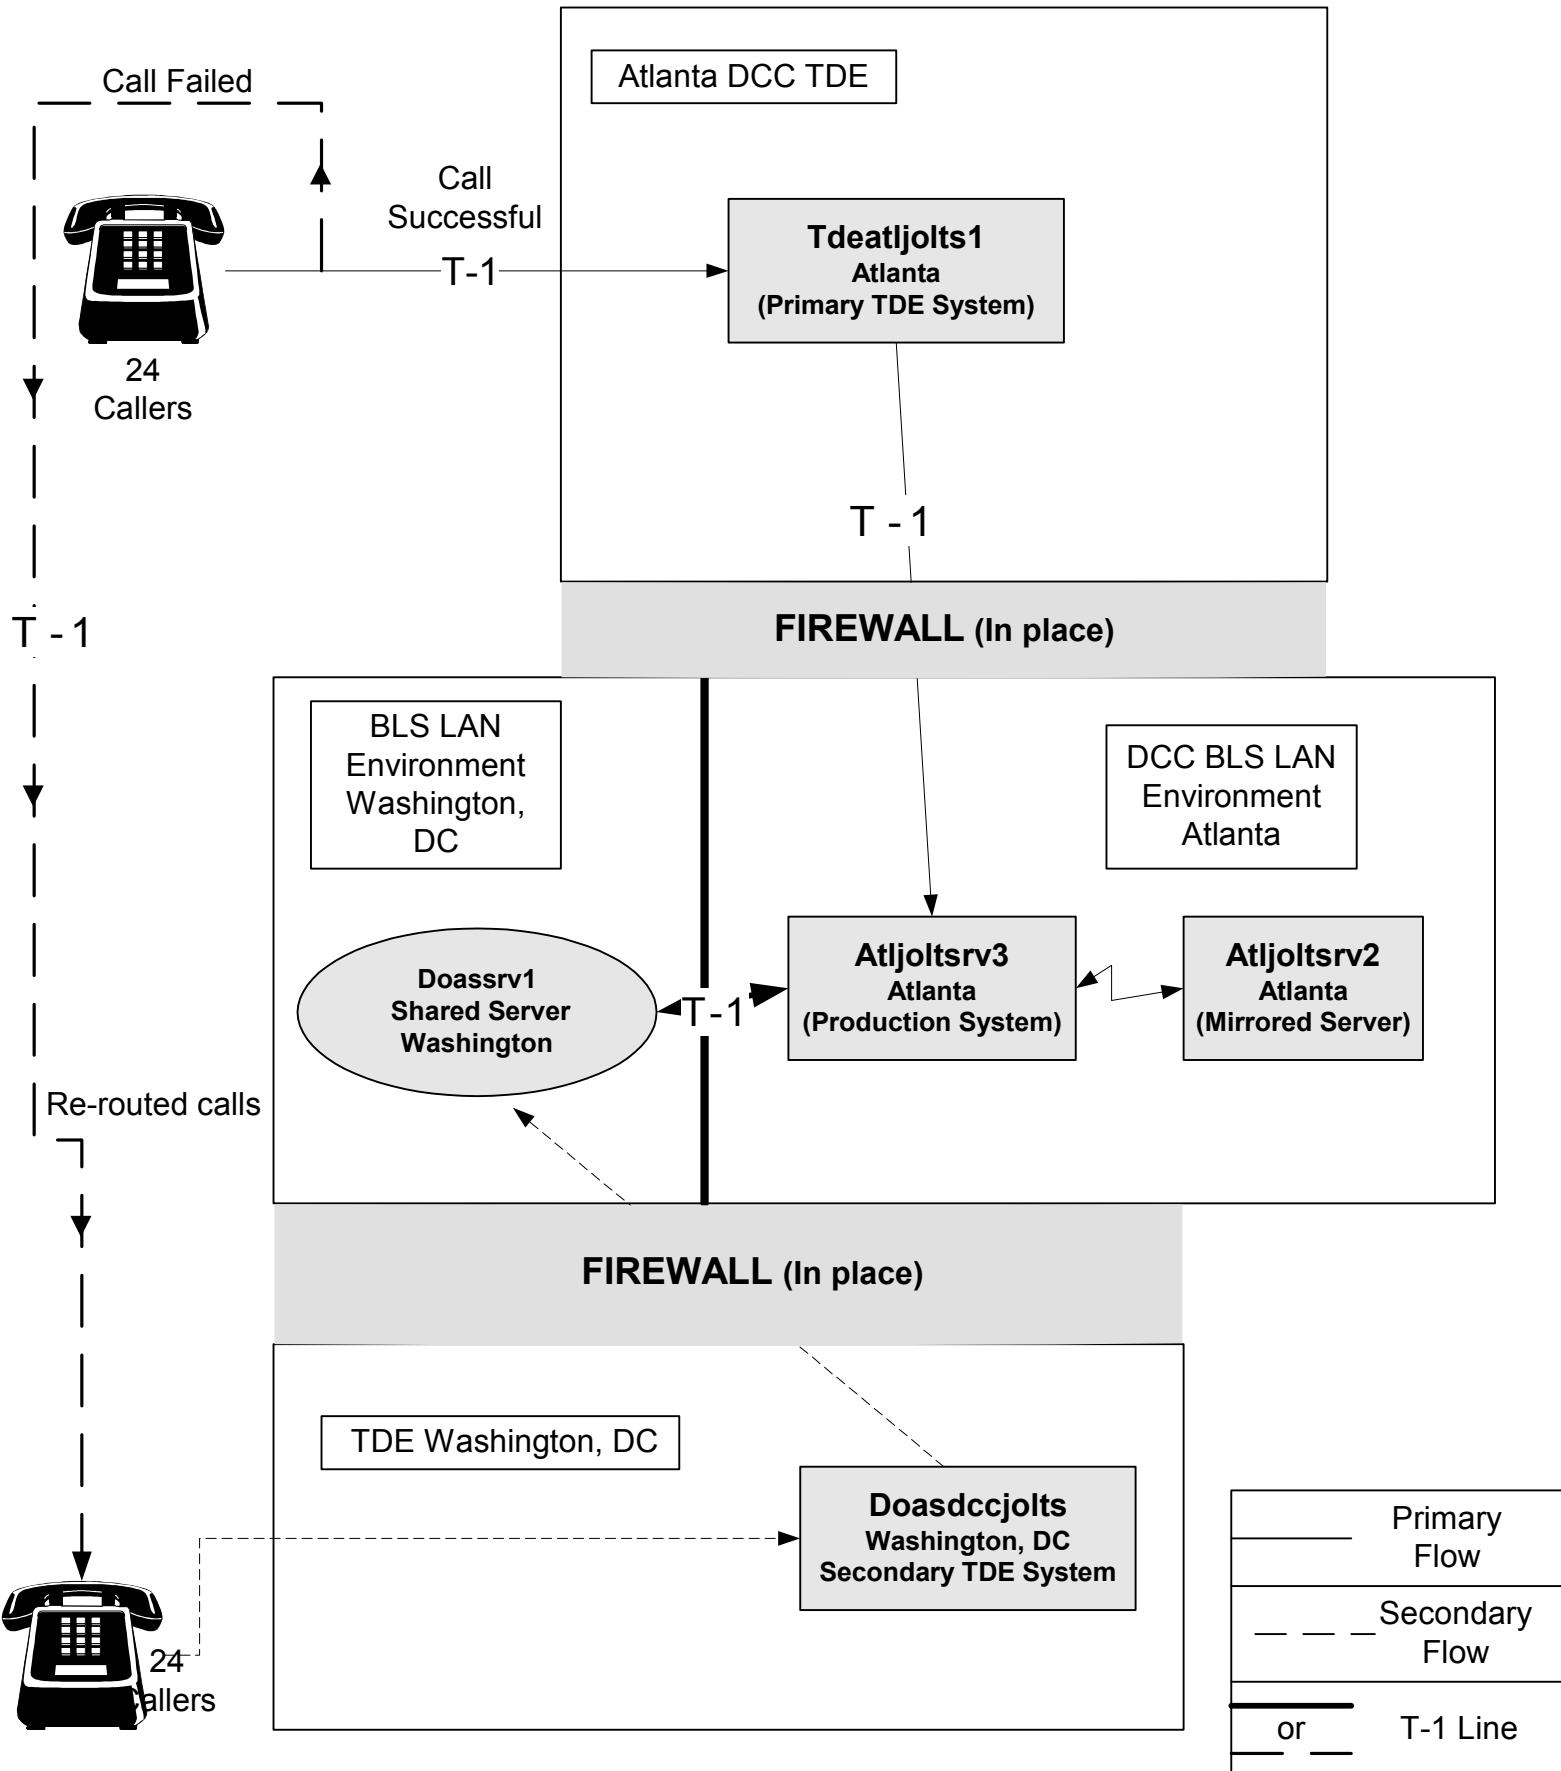 Call Failed
Atlanta DCC TDE
Call
Successful
T-1
Tdeatljolts1
Atlanta
(Primary TDE System)
24
Callers
T - 1
FIREWALL (In place)
T - 1
BLS LAN
Environment
Washington,
DC
DCC BLS LAN
Environment
Atlanta
Doassrv1
Shared Server
Washington
T-1
Atljoltsrv3
Atlanta
(Production System)
Atljoltsrv2
Atlanta
(Mirrored Server)
Re-routed calls
FIREWALL (In place)
TDE Washington, DC
Doasdccjolts
Washington, DC
Secondary TDE System
24
Callers
Primary
Flow
Secondary
Flow
or
T-1 Line